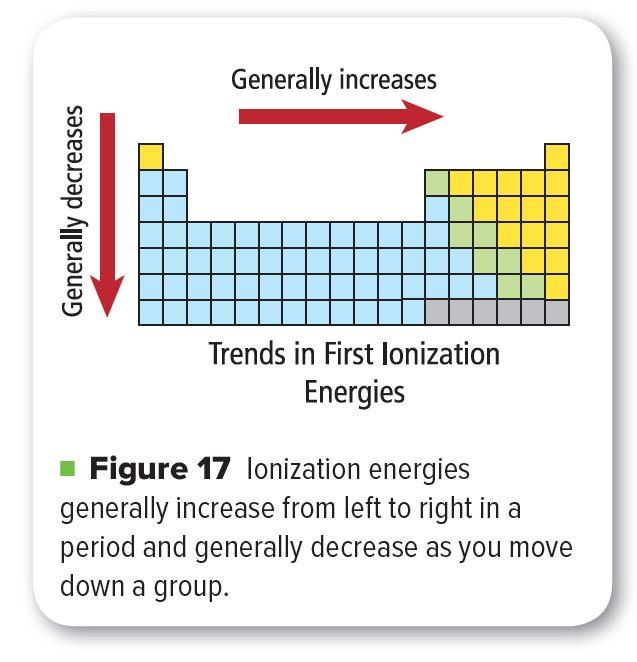 Generally increases
Generally decreases
Trends in First Ionization
Energies
■ Figure 17 Ionization energies
generally increase from left to right in a
period and generally decrease as you move
down a group.